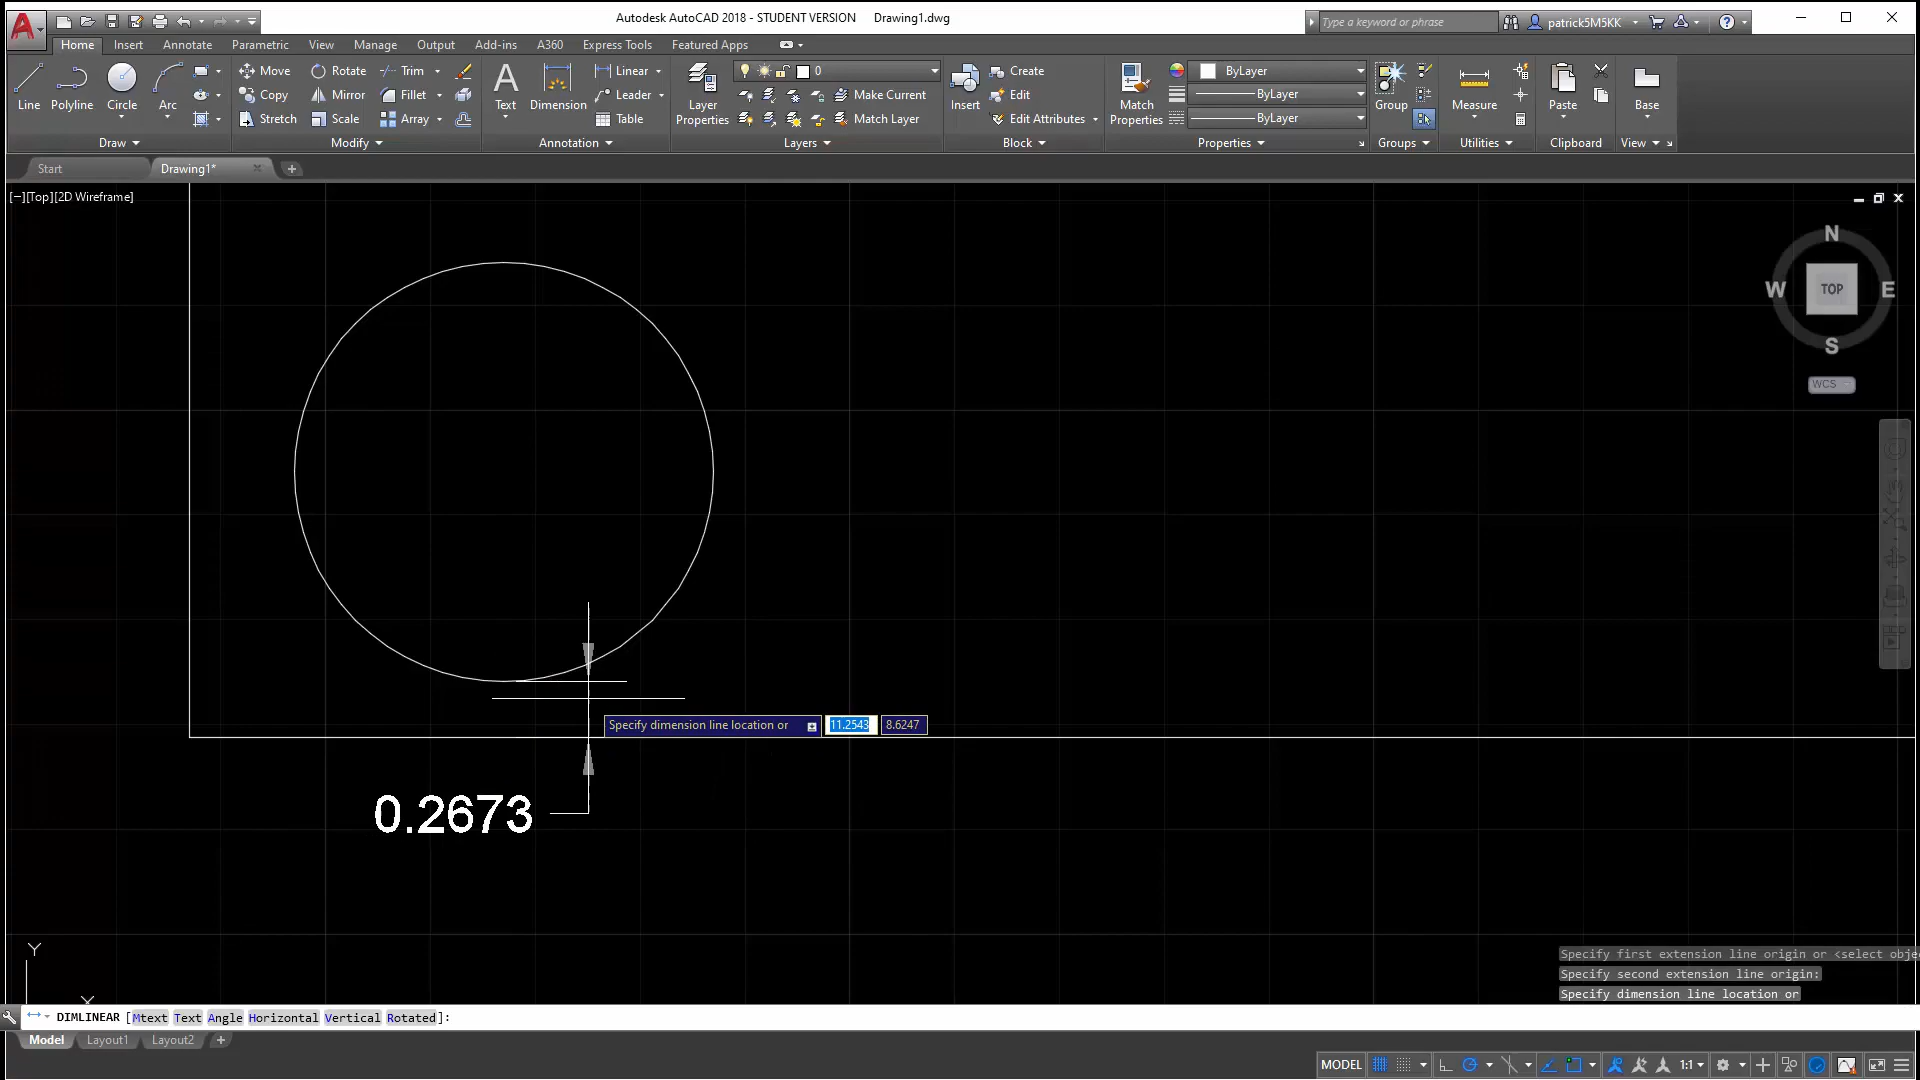 Autodesk AutoCAD 2018 - STUDENT VERSION Drawing1.dwg
Type a keyword or phrase
patrick5M5KK
Home Insert Annotate Parametric View Manage Output Add-ins A360 Express Tools Featured Apps
Line Polyline Circle Arc
Move Rotate Trim
Copy Mirror Fillet
Stretch Scale Array
Text Dimension
Linear
Leader
Table
Layer Properties
0
Make Current
Match Layer
Insert
Create
Edit
Edit Attributes
Match Properties
ByLayer
ByLayer
ByLayer
Group
Measure
Paste
Base
Draw Modify Annotation Layers Block Properties Groups Utilities Clipboard View
Start Drawing1*
[−][Top][2D Wireframe]
N
W TOP E
S
WCS
Specify dimension line location or 11.2543 8.6247
0.2673
Y
X
Specify first extension line origin or <select obje
Specify second extension line origin:
Specify dimension line location or
DIMLINEAR [Mtext Text Angle Horizontal Vertical Rotated]:
Model Layout1 Layout2 +
MODEL 1:1